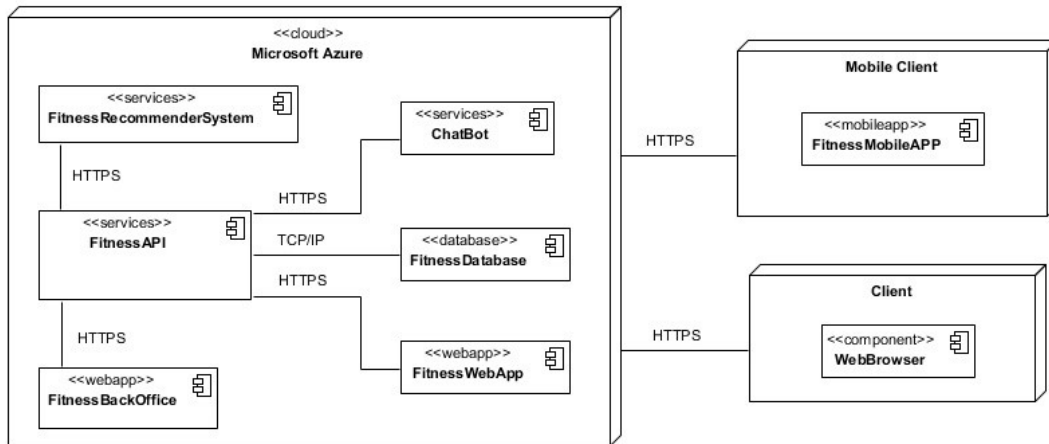 <<cloud>>
Microsoft Azure
<<services>>
FitnessRecommenderSystem
<<services>>
ChatBot
HTTPS
HTTPS
<<services>>
FitnessAPI
TCP/IP
<<database>>
FitnessDatabase
HTTPS
HTTPS
<<webapp>>
FitnessBackOffice
<<webapp>>
FitnessWebApp
HTTPS
Mobile Client
<<mobileapp>>
FitnessMobileAPP
HTTPS
Client
<<component>>
WebBrowser